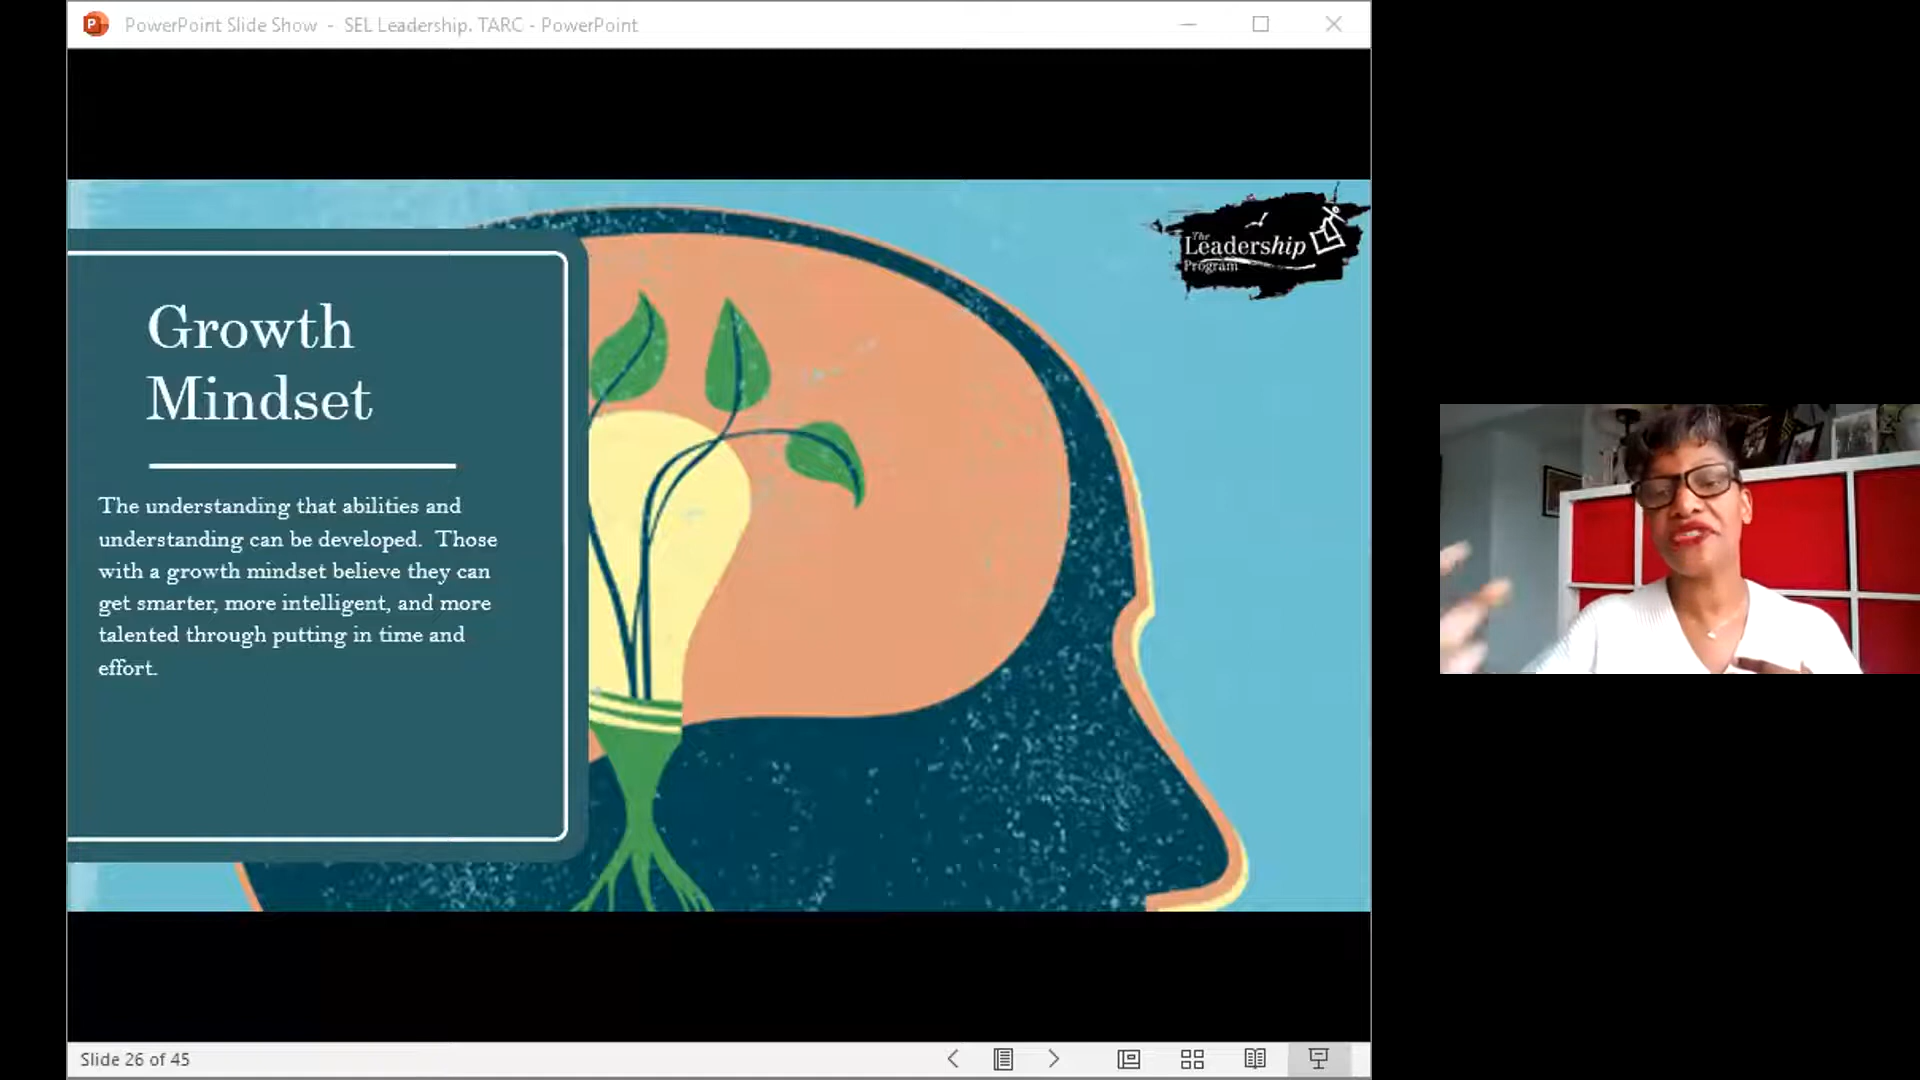 PowerPoint Slide Show - SEL Leadership. TARC - PowerPoint
The
Leadership
Program
Growth
Mindset
The understanding that abilities and
understanding can be developed. Those
with a growth mindset believe they can
get smarter, more intelligent, and more
talented through putting in time and
effort.
Slide 26 of 45